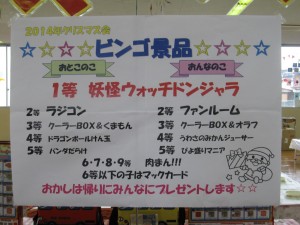 2014年クリスマス会
☆☆☆☆ビンゴ景品☆☆☆☆
おとこのこ おんなのこ
1等 妖怪ウォッチドンジャラ
2等 ラジコン 2等 ファンルーム
3等 クーラーBOX&くまもん 3等 クーラーBOX&オラフ
4等 ドラゴンボールけん玉 4等 うわさのみかんジューサー
5等 パンダだらけ 5等 ぴよ盛りマニア
6・7・8・9等 肉まん!!!
6等以下の子はマックカード
おかしは帰りにみんなにプレゼントします☆☆